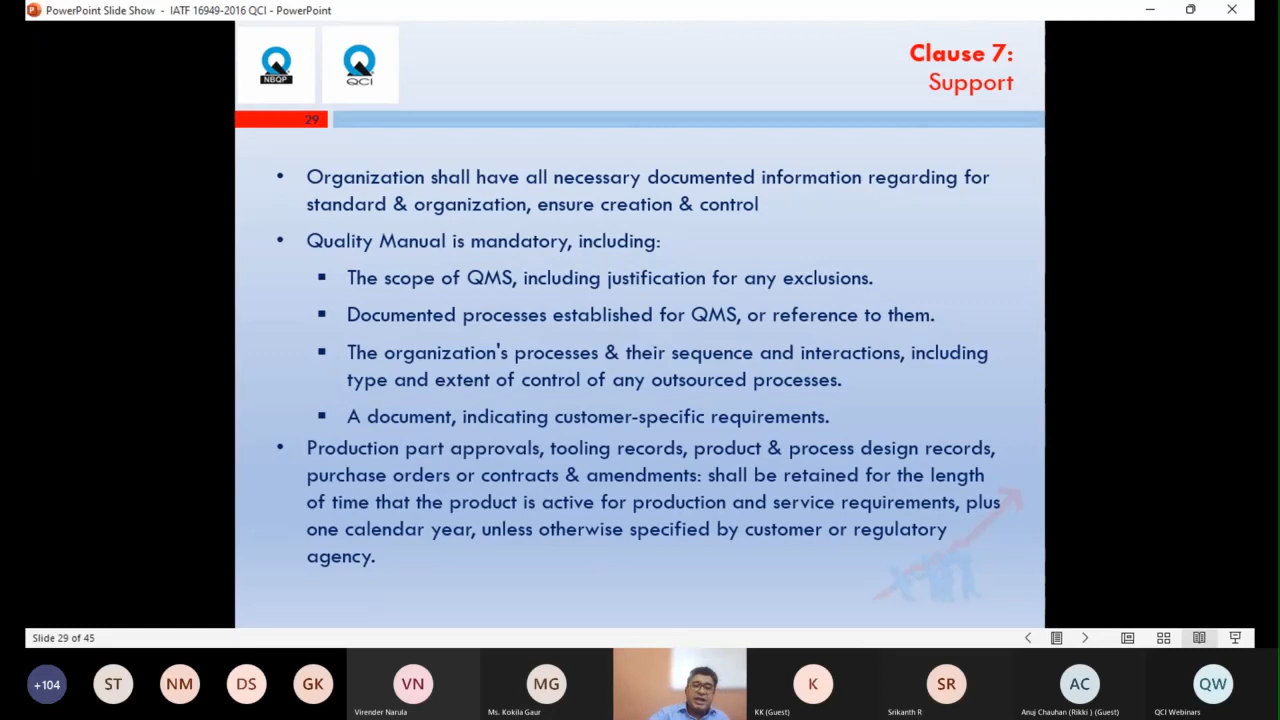 PowerPoint Slide Show - IATF 16949-2016 QCI - PowerPoint
NBQP
QCI
Clause 7:
Support
29
• Organization shall have all necessary documented information regarding for
standard & organization, ensure creation & control
• Quality Manual is mandatory, including:
▪ The scope of QMS, including justification for any exclusions.
▪ Documented processes established for QMS, or reference to them.
▪ The organization's processes & their sequence and interactions, including
type and extent of control of any outsourced processes.
▪ A document, indicating customer-specific requirements.
• Production part approvals, tooling records, product & process design records,
purchase orders or contracts & amendments: shall be retained for the length
of time that the product is active for production and service requirements, plus
one calendar year, unless otherwise specified by customer or regulatory
agency.
Slide 29 of 45
+104
ST
NM
DS
GK
VN
MG
K
SR
AC
QW
Virender Narula
Ms. Kokila Gaur
KK (Guest)
Srikanth R
Anuj Chauhan (Rikki ) (Guest)
QCI Webinars